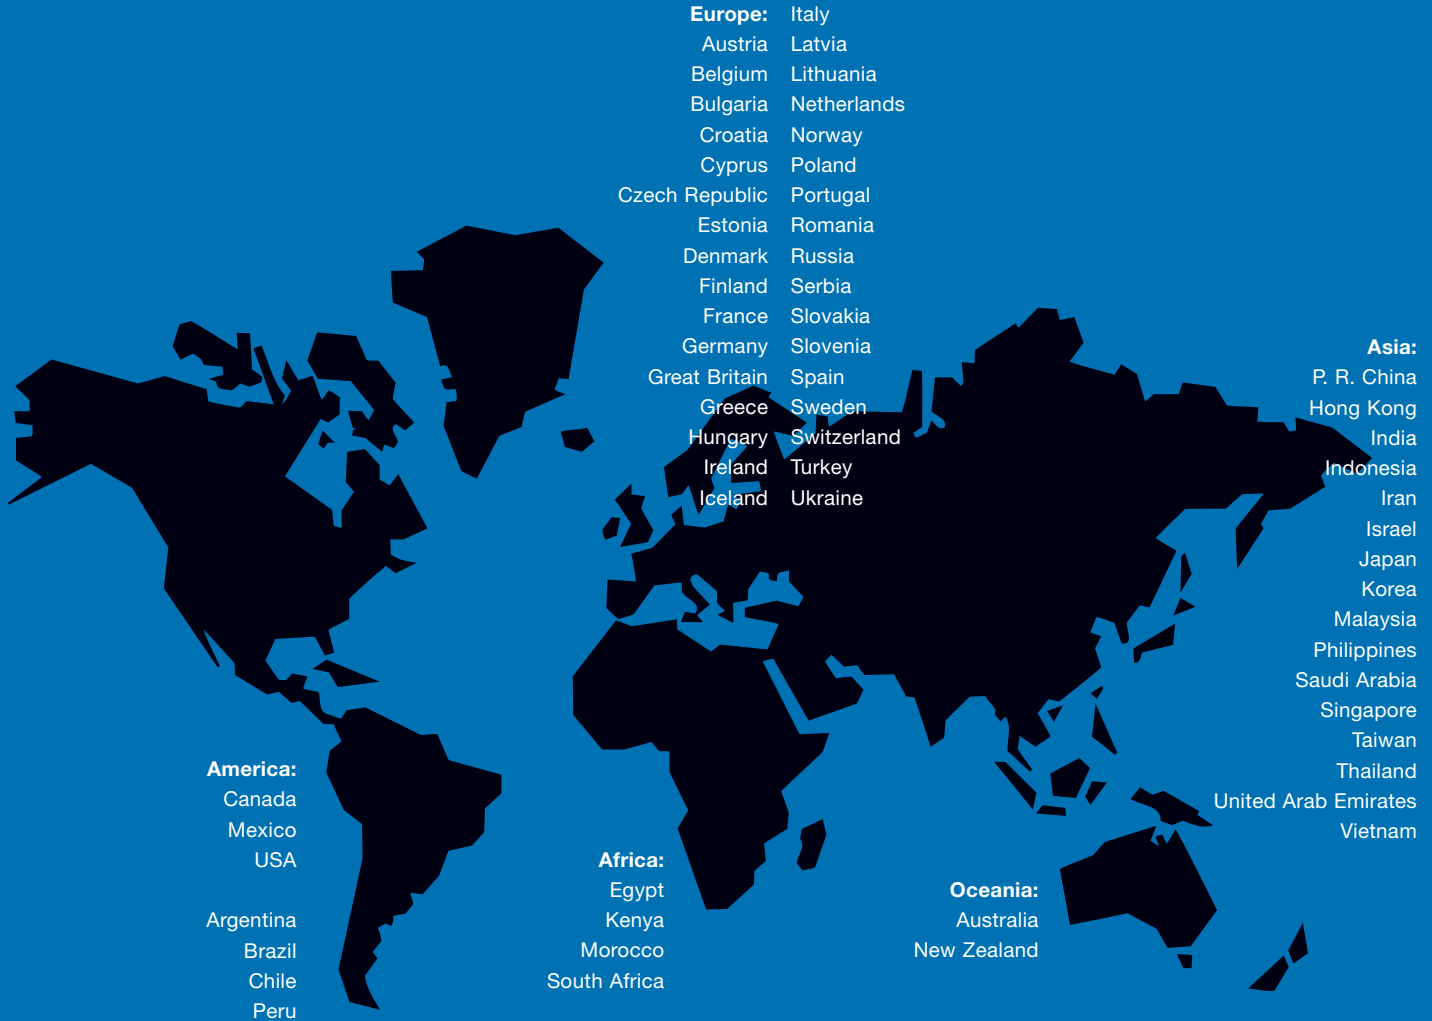 Europe:
Austria
Belgium
Bulgaria
Croatia
Cyprus
Czech Republic
Estonia
Denmark
Finland
France
Germany
Great Britain
Greece
Hungary
Ireland
Iceland
Italy
Latvia
Lithuania
Netherlands
Norway
Poland
Portugal
Romania
Russia
Serbia
Slovakia
Slovenia
Spain
Sweden
Switzerland
Turkey
Ukraine
Asia:
P. R. China
Hong Kong
India
Indonesia
Iran
Israel
Japan
Korea
Malaysia
Philippines
Saudi Arabia
Singapore
Taiwan
Thailand
United Arab Emirates
Vietnam
America:
Canada
Mexico
USA
Argentina
Brazil
Chile
Peru
Africa:
Egypt
Kenya
Morocco
South Africa
Oceania:
Australia
New Zealand